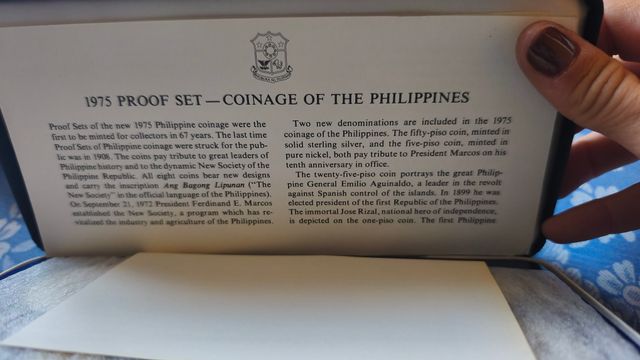 1975 PROOF SET — COINAGE OF THE PHILIPPINES
Proof Sets of the new 1975 Philippine coinage were the
first to be minted for collectors in 67 years. The last time
Proof Sets of Philippine coinage were struck for the pub-
lic was in 1908. The coins pay tribute to great leaders of
Philippine history and to the dynamic New Society of the
Philippine Republic. All eight coins bear new designs
and carry the inscription Ang Bagong Lipunan ("The
New Society" in the official language of the Philippines).
On September 21, 1972 President Ferdinand E. Marcos
established the New Society, a program which has re-
vitalized the industry and agriculture of the Philippines.
Two new denominations are included in the 1975
coinage of the Philippines. The fifty-piso coin, minted in
solid sterling silver, and the five-piso coin, minted in
pure nickel, both pay tribute to President Marcos on his
tenth anniversary in office.
The twenty-five-piso coin portrays the great Philip-
pine General Emilio Aguinaldo, a leader in the revolt
against Spanish control of the islands. In 1899 he was
elected president of the first Republic of the Philippines.
The immortal Jose Rizal, national hero of independence,
is depicted on the one-piso coin. The first Philippine